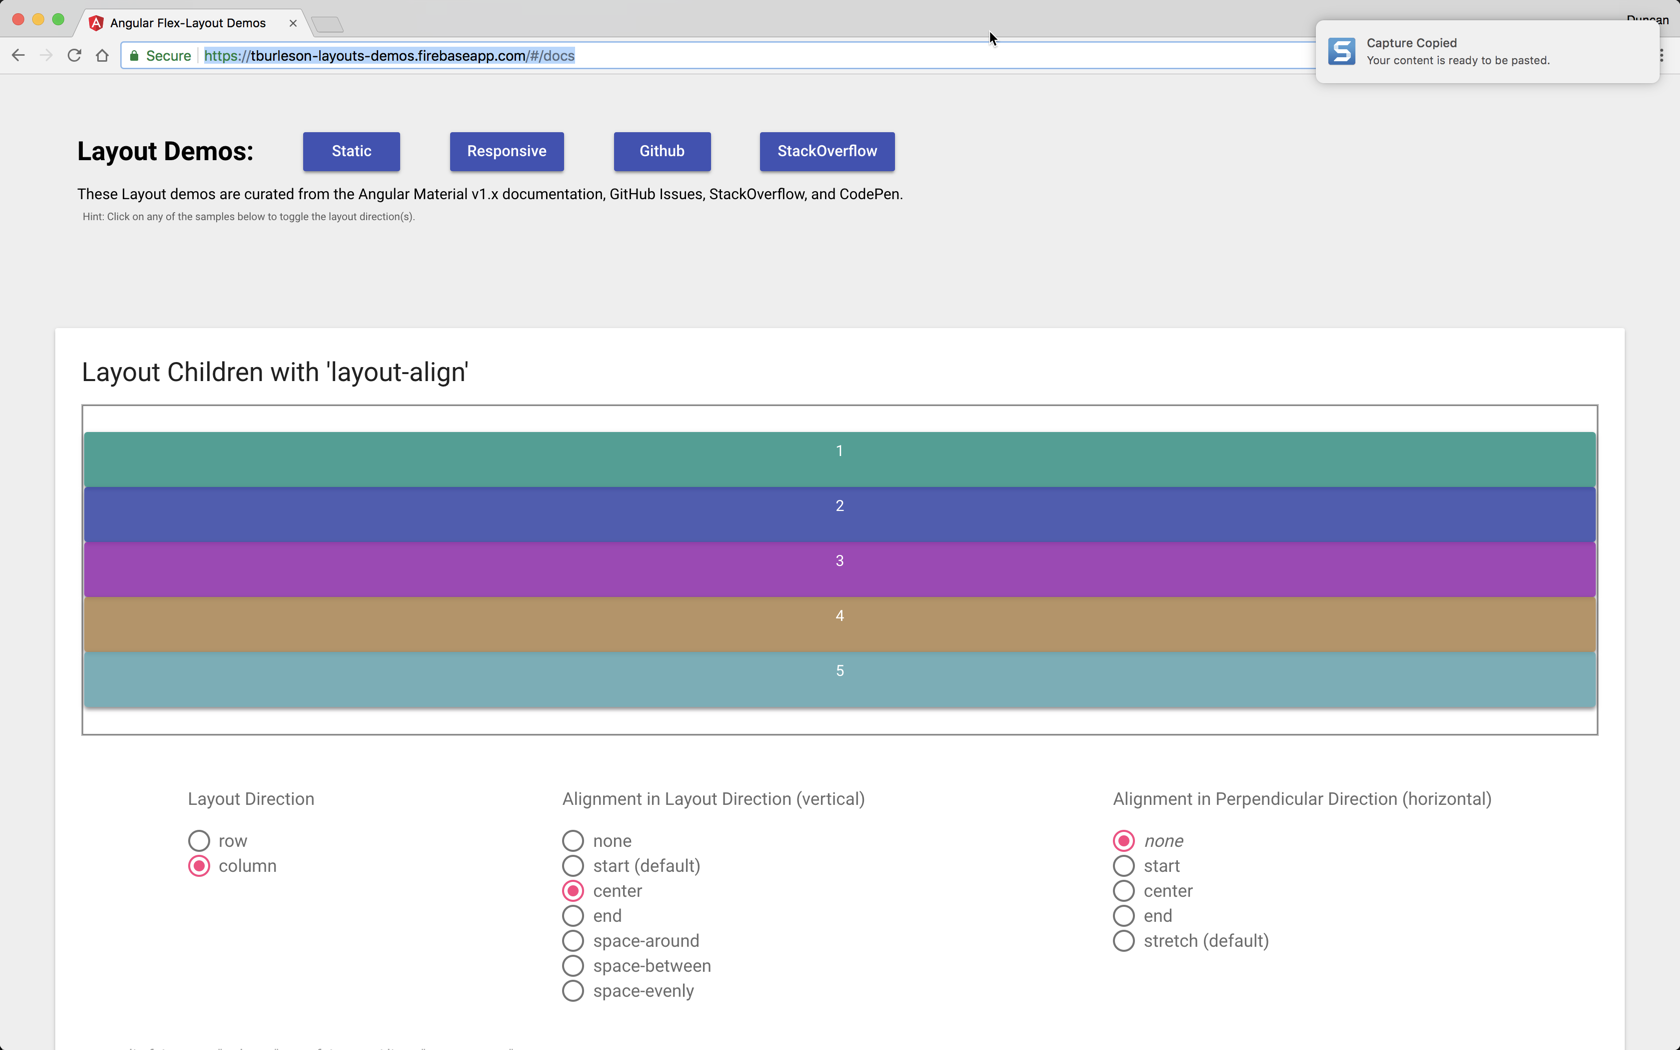 Angular Flex-Layout Demos
Duncan
Secure https://tburleson-layouts-demos.firebaseapp.com/#/docs
Capture Copied
Your content is ready to be pasted.
Layout Demos: Static Responsive Github StackOverflow
These Layout demos are curated from the Angular Material v1.x documentation, GitHub Issues, StackOverflow, and CodePen.
Hint: Click on any of the samples below to toggle the layout direction(s).
Layout Children with 'layout-align'
1
2
3
4
5
Layout Direction
row
column
Alignment in Layout Direction (vertical)
none
start (default)
center
end
space-around
space-between
space-evenly
Alignment in Perpendicular Direction (horizontal)
none
start
center
end
stretch (default)